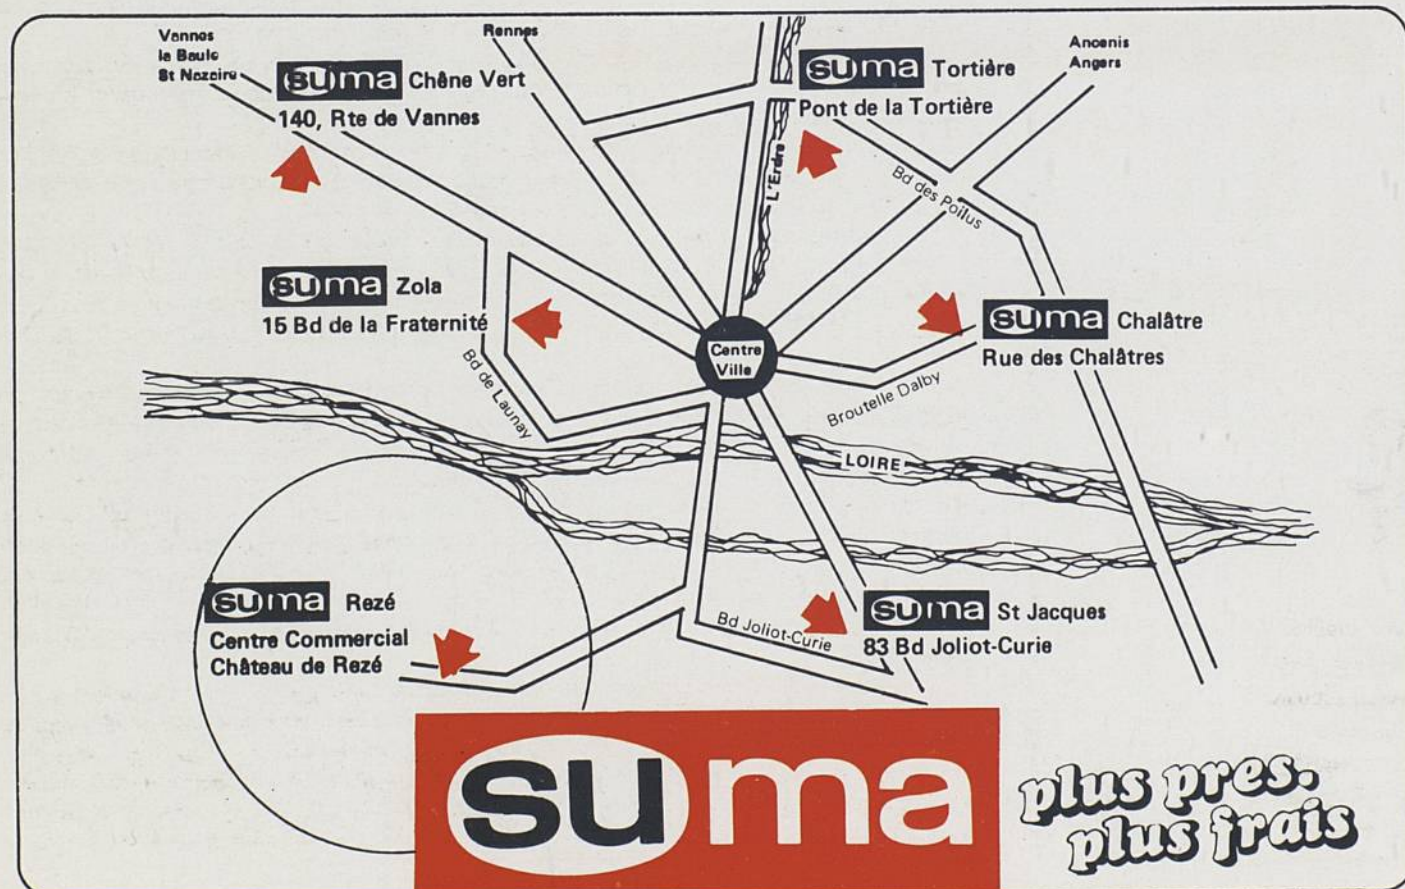 Vannes
la Baule
St Nazaire
Rennes
Ancenis
Angers
suma Chêne Vert
140, Rte de Vannes
suma Tortière
Pont de la Tortière
L'Erdre
Bd des Poilus
suma Zola
15 Bd de la Fraternité
suma Chalâtre
Rue des Chalâtres
Centre
Ville
Bd de Launay
Broutelle Dalby
LOIRE
suma Rezé
Centre Commercial
Château de Rezé
suma St Jacques
83 Bd Joliot-Curie
Bd Joliot-Curie
suma
plus pres.
plus frais